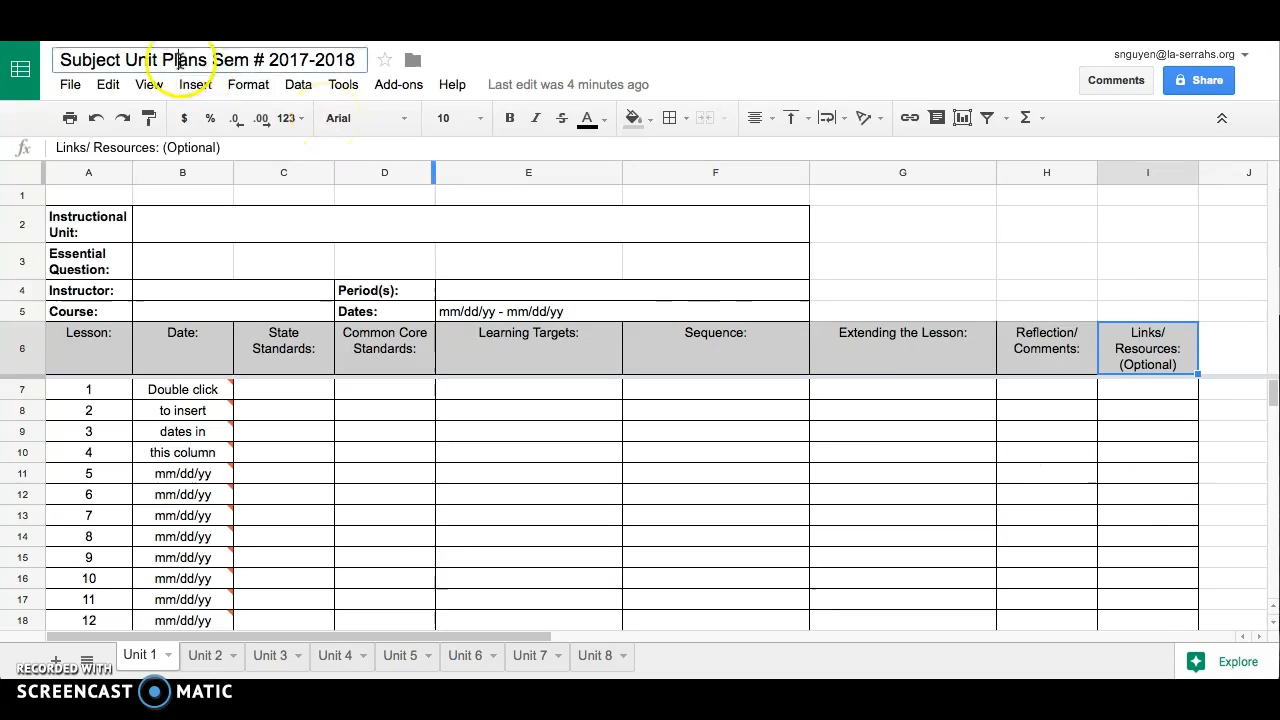 Subject Unit Plans Sem # 2017-2018
snguyen@la-serrahs.org
File Edit View Insert Format Data Tools Add-ons Help Last edit was 4 minutes ago
Comments Share
$ % .0 .00 123 Arial 10 B I S A Σ
fx Links/ Resources: (Optional)
A B C D E F G H I J
1
2 Instructional
Unit:
3 Essential
Question:
4 Instructor: Period(s):
5 Course: Dates: mm/dd/yy - mm/dd/yy
6 Lesson: Date: State
Standards: Common Core
Standards: Learning Targets: Sequence: Extending the Lesson: Reflection/
Comments: Links/
Resources:
(Optional)
7 1 Double click
8 2 to insert
9 3 dates in
10 4 this column
11 5 mm/dd/yy
12 6 mm/dd/yy
13 7 mm/dd/yy
14 8 mm/dd/yy
15 9 mm/dd/yy
16 10 mm/dd/yy
17 11 mm/dd/yy
18 12 mm/dd/yy
Unit 1 Unit 2 Unit 3 Unit 4 Unit 5 Unit 6 Unit 7 Unit 8 Explore
RECORDED WITH
SCREENCAST MATIC